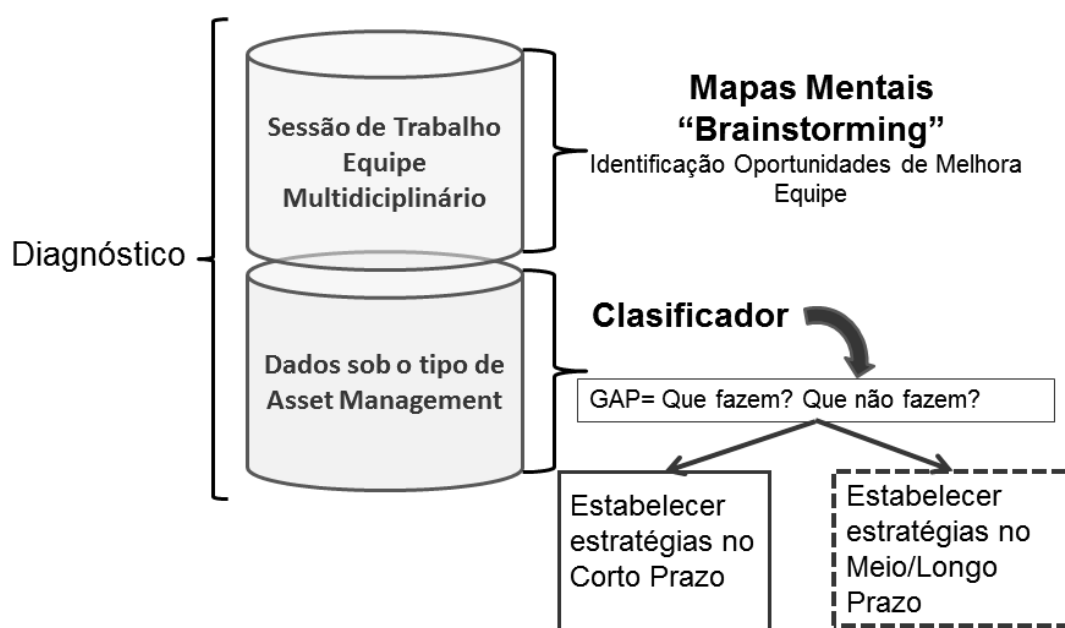 Diagnóstico
Sessão de Trabalho
Equipe
Multidiciplinário
Mapas Mentais
“Brainstorming”
Identificação Oportunidades de Melhora
Equipe
Dados sob o tipo de
Asset Management
Clasificador
GAP= Que fazem? Que não fazem?
Estabelecer
estratégias no
Corto Prazo
Estabelecer
estratégias no
Meio/Longo
Prazo